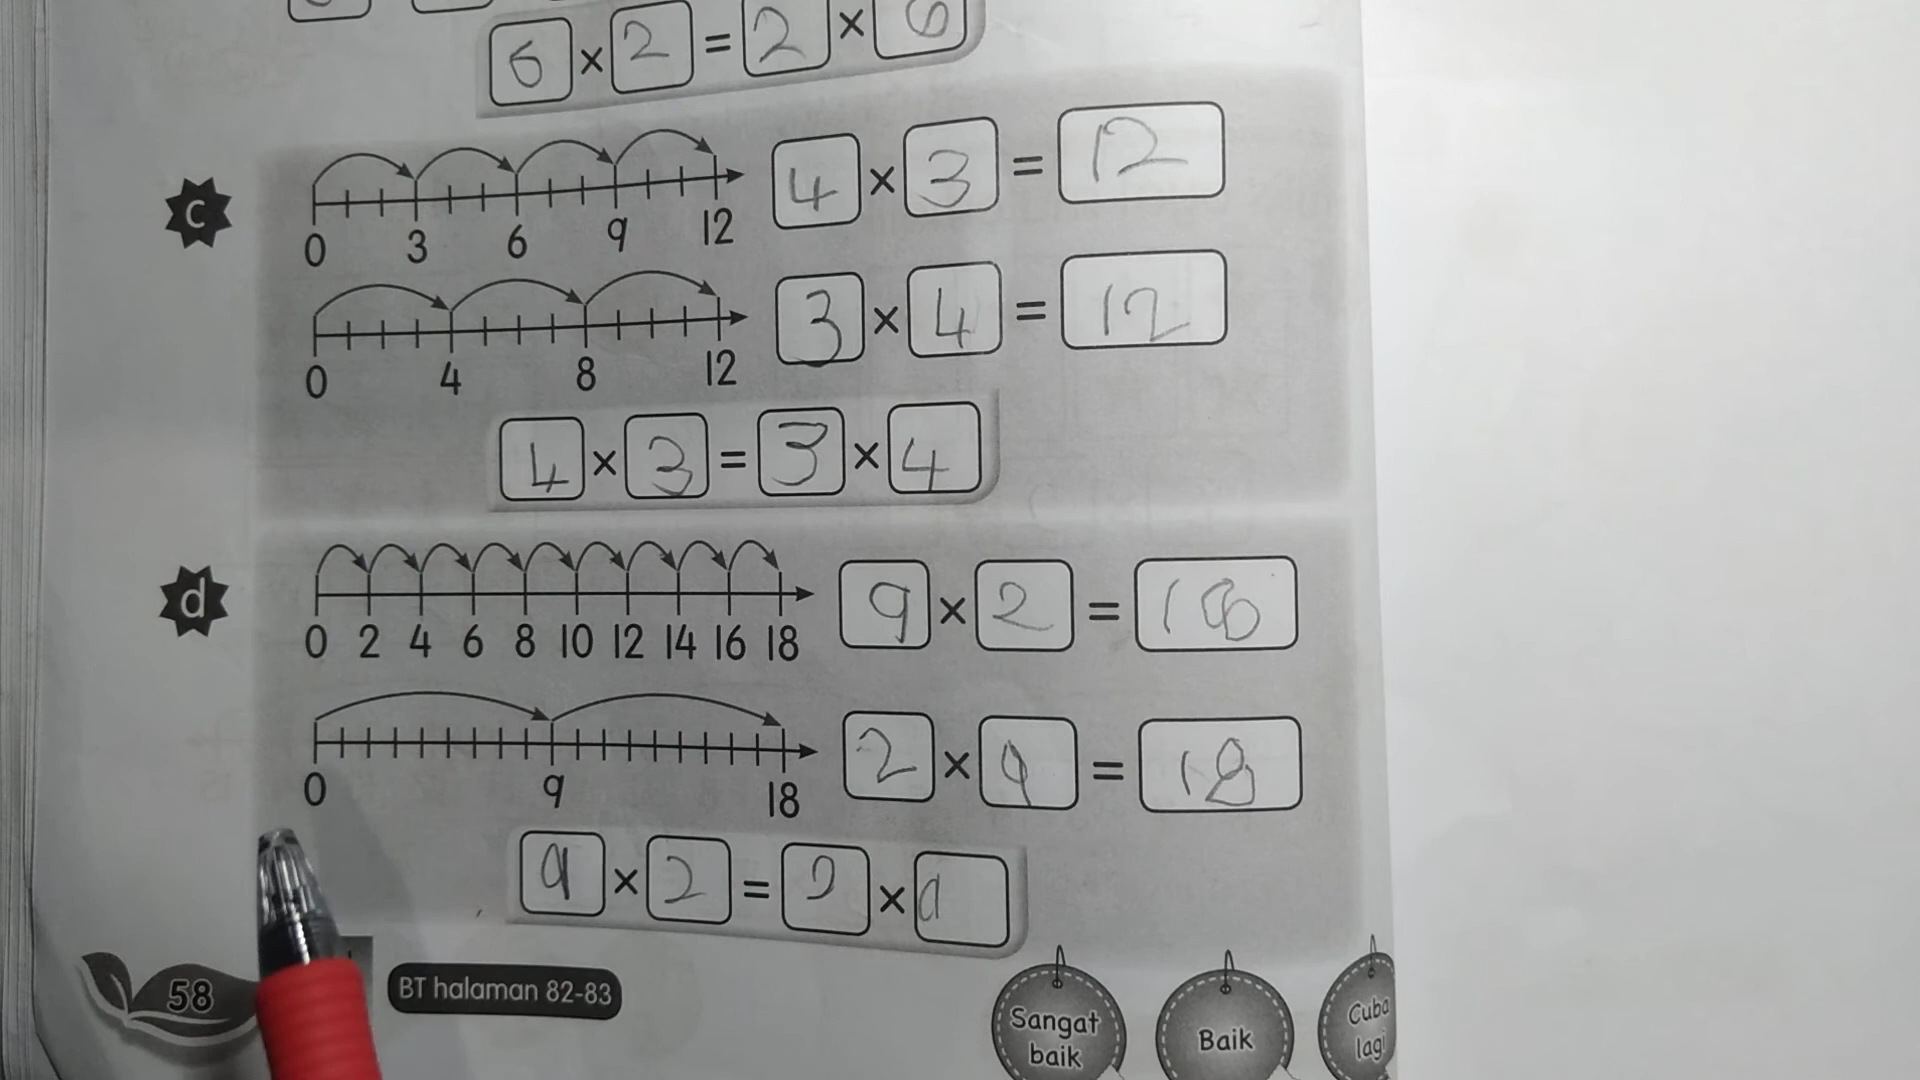 6 × 2 = 2 × 6
c
0 3 6 9 12
4 × 3 = 12
0 4 8 12
3 × 4 = 12
4 × 3 = 3 × 4
d
0 2 4 6 8 10 12 14 16 18
9 × 2 = 18
0 9 18
2 × 9 = 18
9 × 2 = 2 × 9
58
BT halaman 82-83
Sangat baik
Baik
Cuba lagi